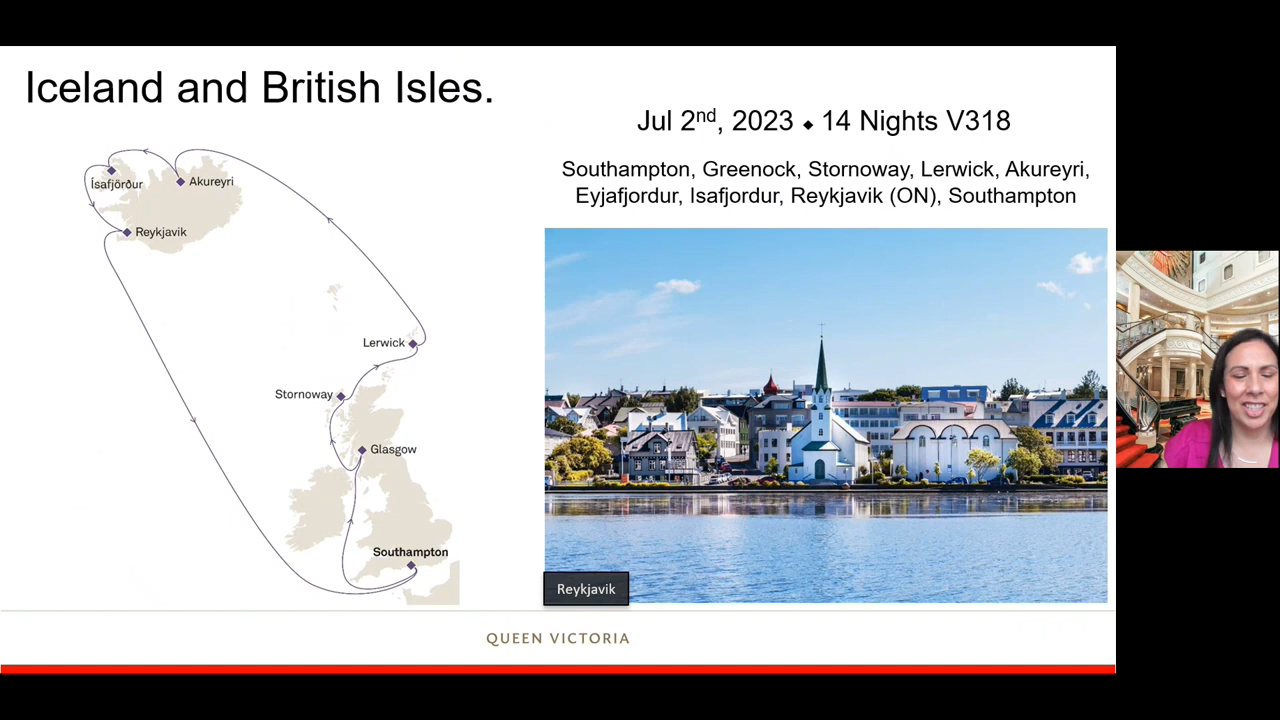 Iceland and British Isles.
Jul 2nd, 2023 ⬥ 14 Nights V318
Southampton, Greenock, Stornoway, Lerwick, Akureyri,
Eyjafjordur, Isafjordur, Reykjavik (ON), Southampton
Ísafjörður
Akureyri
Reykjavik
Lerwick
Stornoway
Glasgow
Southampton
Reykjavik
QUEEN VICTORIA